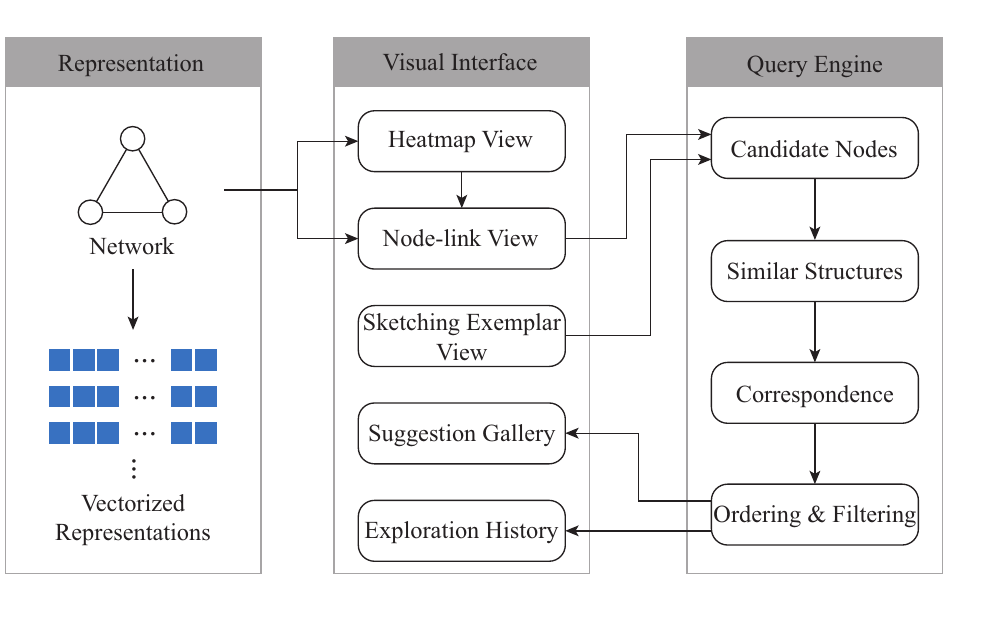 Representation
Network
...
...
...
Vectorized
Representations
Visual Interface
Heatmap View
Node-link View
Sketching Exemplar
View
Suggestion Gallery
Exploration History
Query Engine
Candidate Nodes
Similar Structures
Correspondence
Ordering & Filtering